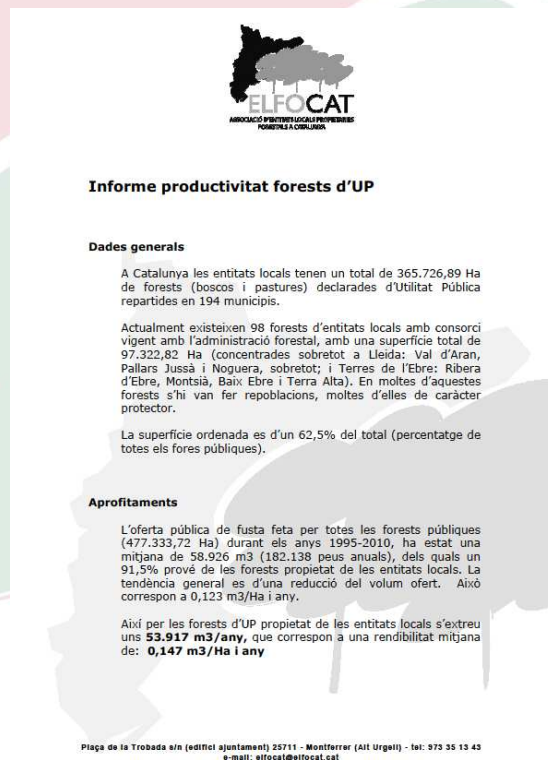 ELFOCAT
ASSOCIACIÓ D'ENTITATS LOCALS PROPIETÀRIES
FORESTALS A CATALUNYA
Informe productivitat forests d'UP
Dades generals
A Catalunya les entitats locals tenen un total de 365.726,89 Ha
de forests (boscos i pastures) declarades d'Utilitat Pública
repartides en 194 municipis.
Actualment existeixen 98 forests d'entitats locals amb consorci
vigent amb l'administració forestal, amb una superfície total de
97.322,82 Ha (concentrades sobretot a Lleida: Val d'Aran,
Pallars Jussà i Noguera, sobretot; i Terres de l'Ebre: Ribera
d'Ebre, Montsià, Baix Ebre i Terra Alta). En moltes d'aquestes
forests s'hi van fer repoblacions, moltes d'elles de caràcter
protector.
La superfície ordenada es d'un 62,5% del total (percentatge de
totes els fores públiques).
Aprofitaments
L'oferta pública de fusta feta per totes les forests públiques
(477.333,72 Ha) durant els anys 1995-2010, ha estat una
mitjana de 58.926 m3 (182.138 peus anuals), dels quals un
91,5% prové de les forests propietat de les entitats locals. La
tendència general es d'una reducció del volum ofert. Això
correspon a 0,123 m3/Ha i any.
Així per les forests d'UP propietat de les entitats locals s'extreu
uns 53.917 m3/any, que correspon a una rendibilitat mitjana
de: 0,147 m3/Ha i any
Plaça de la Trobada s/n (edifici ajuntament) 25711 - Montferrer (Alt Urgell) - tel: 973 35 13 43
e-mail: elfocat@elfocat.cat